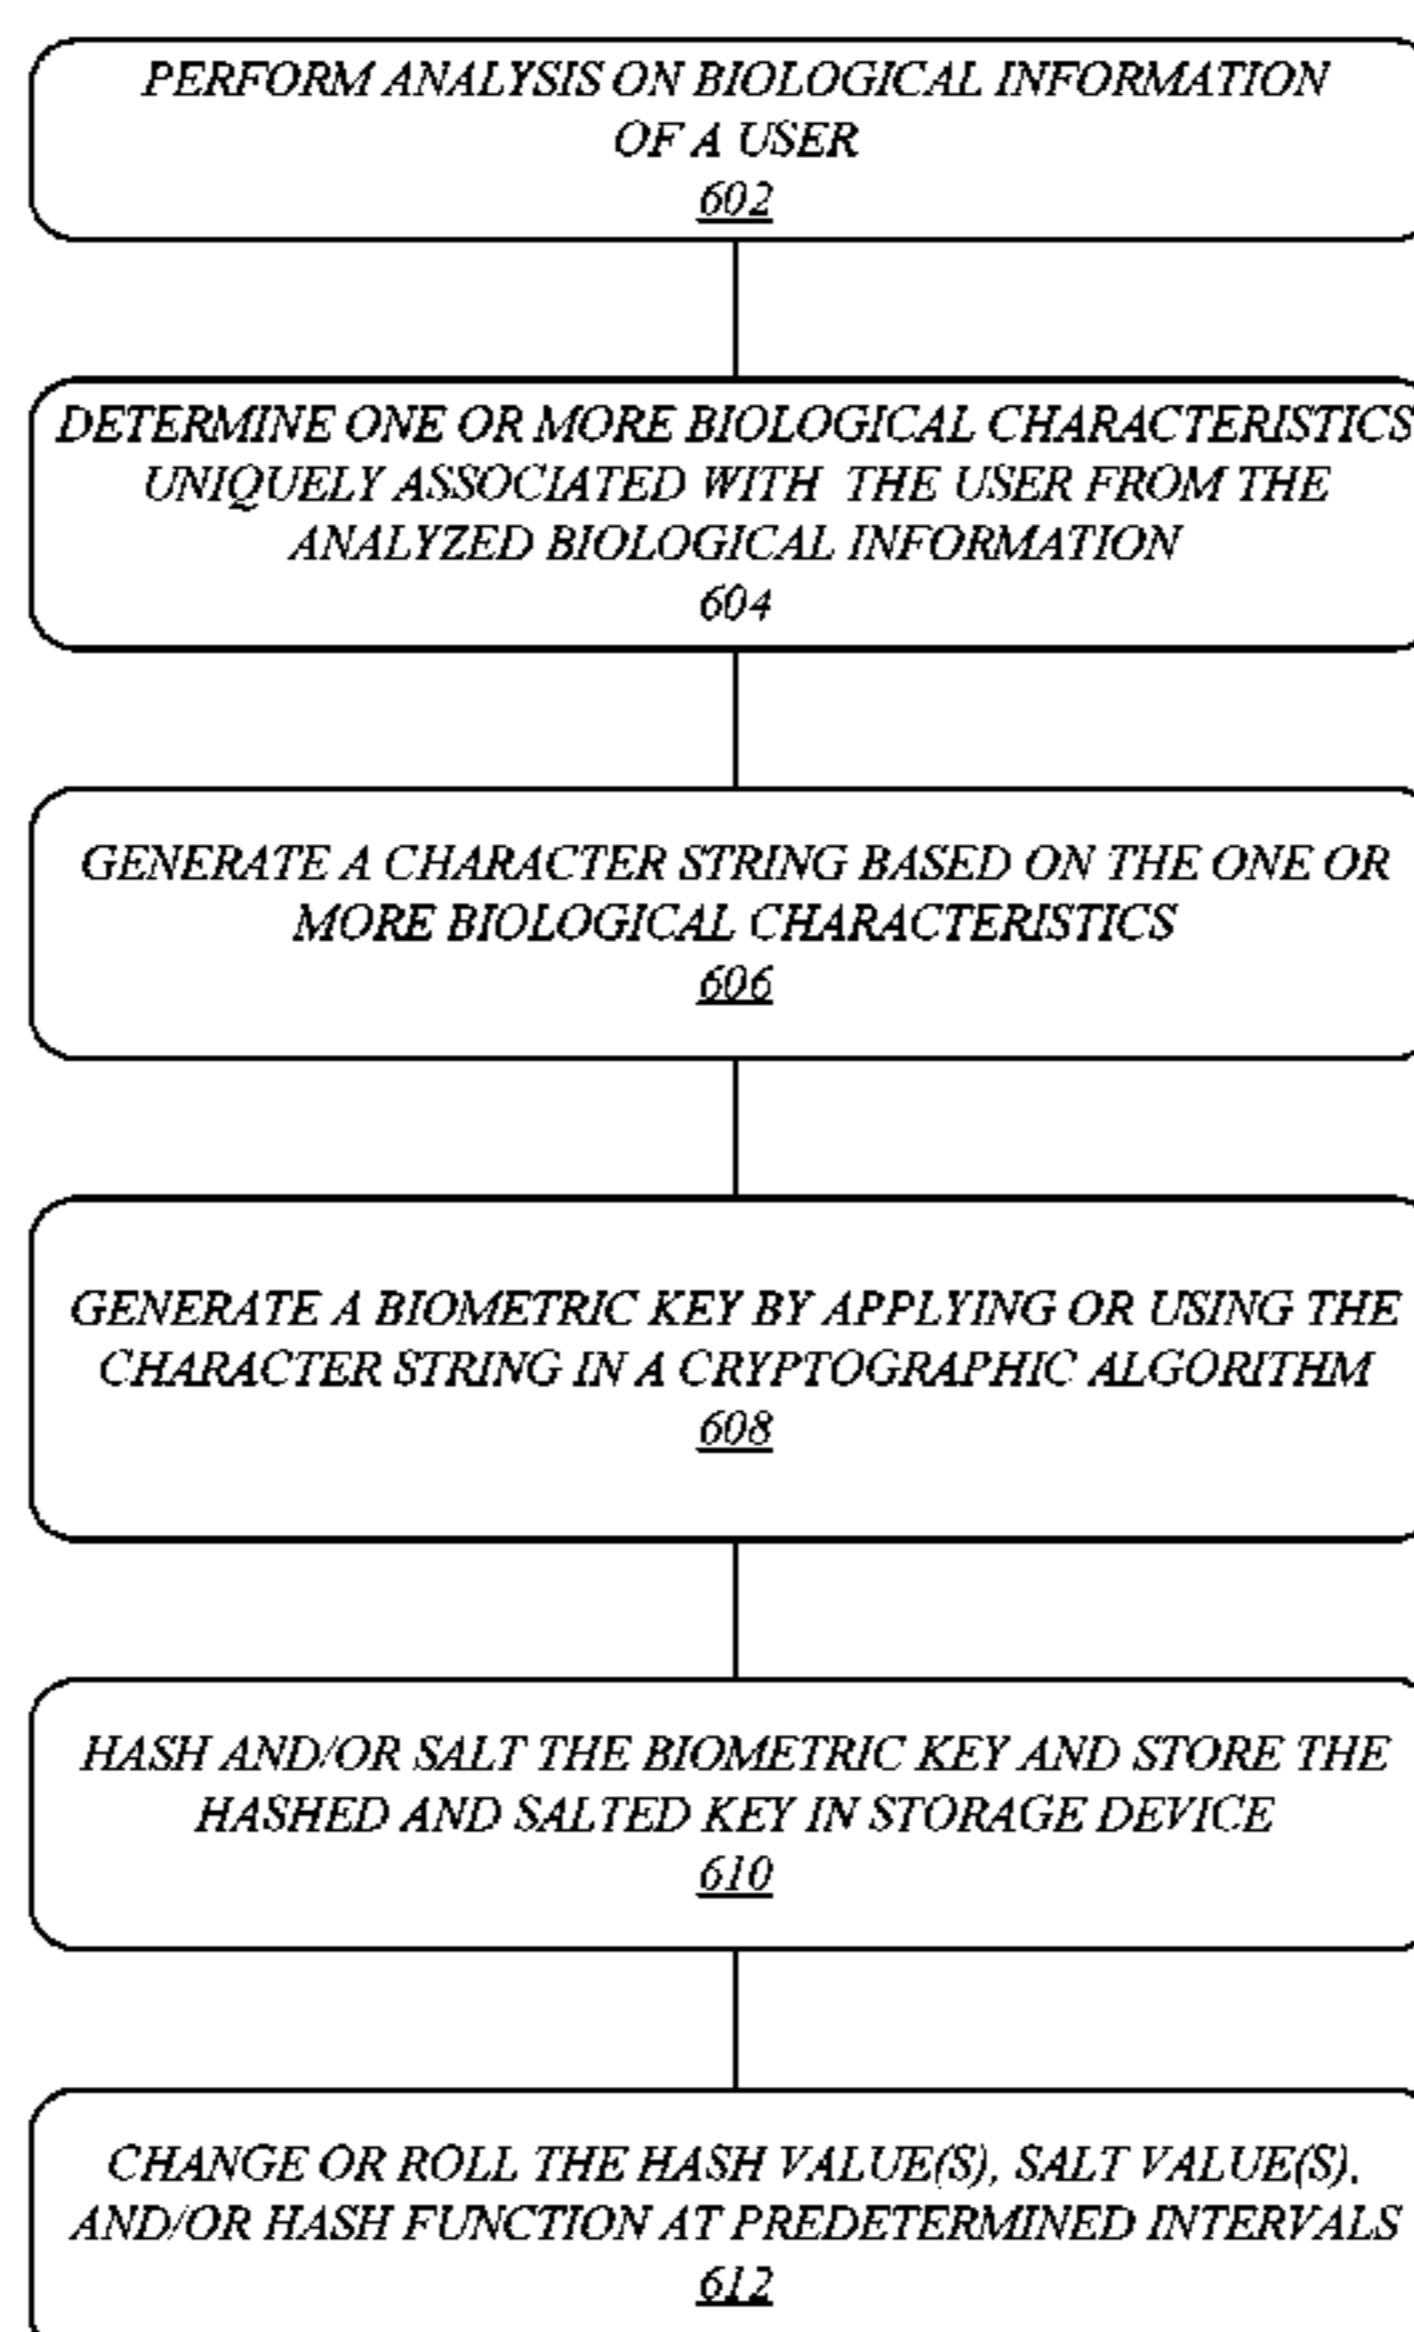 PERFORM ANALYSIS ON BIOLOGICAL INFORMATION
OF A USER
602
DETERMINE ONE OR MORE BIOLOGICAL CHARACTERISTICS
UNIQUELY ASSOCIATED WITH THE USER FROM THE
ANALYZED BIOLOGICAL INFORMATION
604
GENERATE A CHARACTER STRING BASED ON THE ONE OR
MORE BIOLOGICAL CHARACTERISTICS
606
GENERATE A BIOMETRIC KEY BY APPLYING OR USING THE
CHARACTER STRING IN A CRYPTOGRAPHIC ALGORITHM
608
HASH AND/OR SALT THE BIOMETRIC KEY AND STORE THE
HASHED AND SALTED KEY IN STORAGE DEVICE
610
CHANGE OR ROLL THE HASH VALUE(S), SALT VALUE(S),
AND/OR HASH FUNCTION AT PREDETERMINED INTERVALS
612